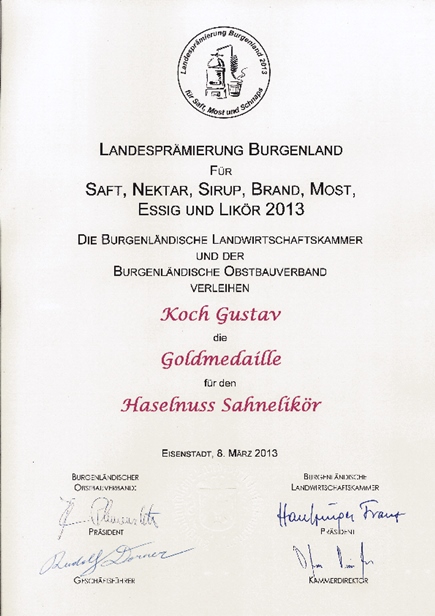 Landesprämierung Burgenland 2013
für Saft, Most und Schnaps
LANDESPRÄMIERUNG BURGENLAND
FÜR
SAFT, NEKTAR, SIRUP, BRAND, MOST,
ESSIG UND LIKÖR 2013
DIE BURGENLÄNDISCHE LANDWIRTSCHAFTSKAMMER
UND DER
BURGENLÄNDISCHE OBSTBAUVERBAND
VERLEIHEN
Koch Gustav
die
Goldmedaille
für den
Haselnuss Sahnelikör
EISENSTADT, 8. MÄRZ 2013
BURGENLÄNDISCHER
OBSTBAUVERBAND:
PRÄSIDENT
Rudolf
GESCHÄFTSFÜHRER
BURGENLÄNDISCHE
LANDWIRTSCHAFTSKAMMER:
Franz
PRÄSIDENT
KAMMERDIREKTOR